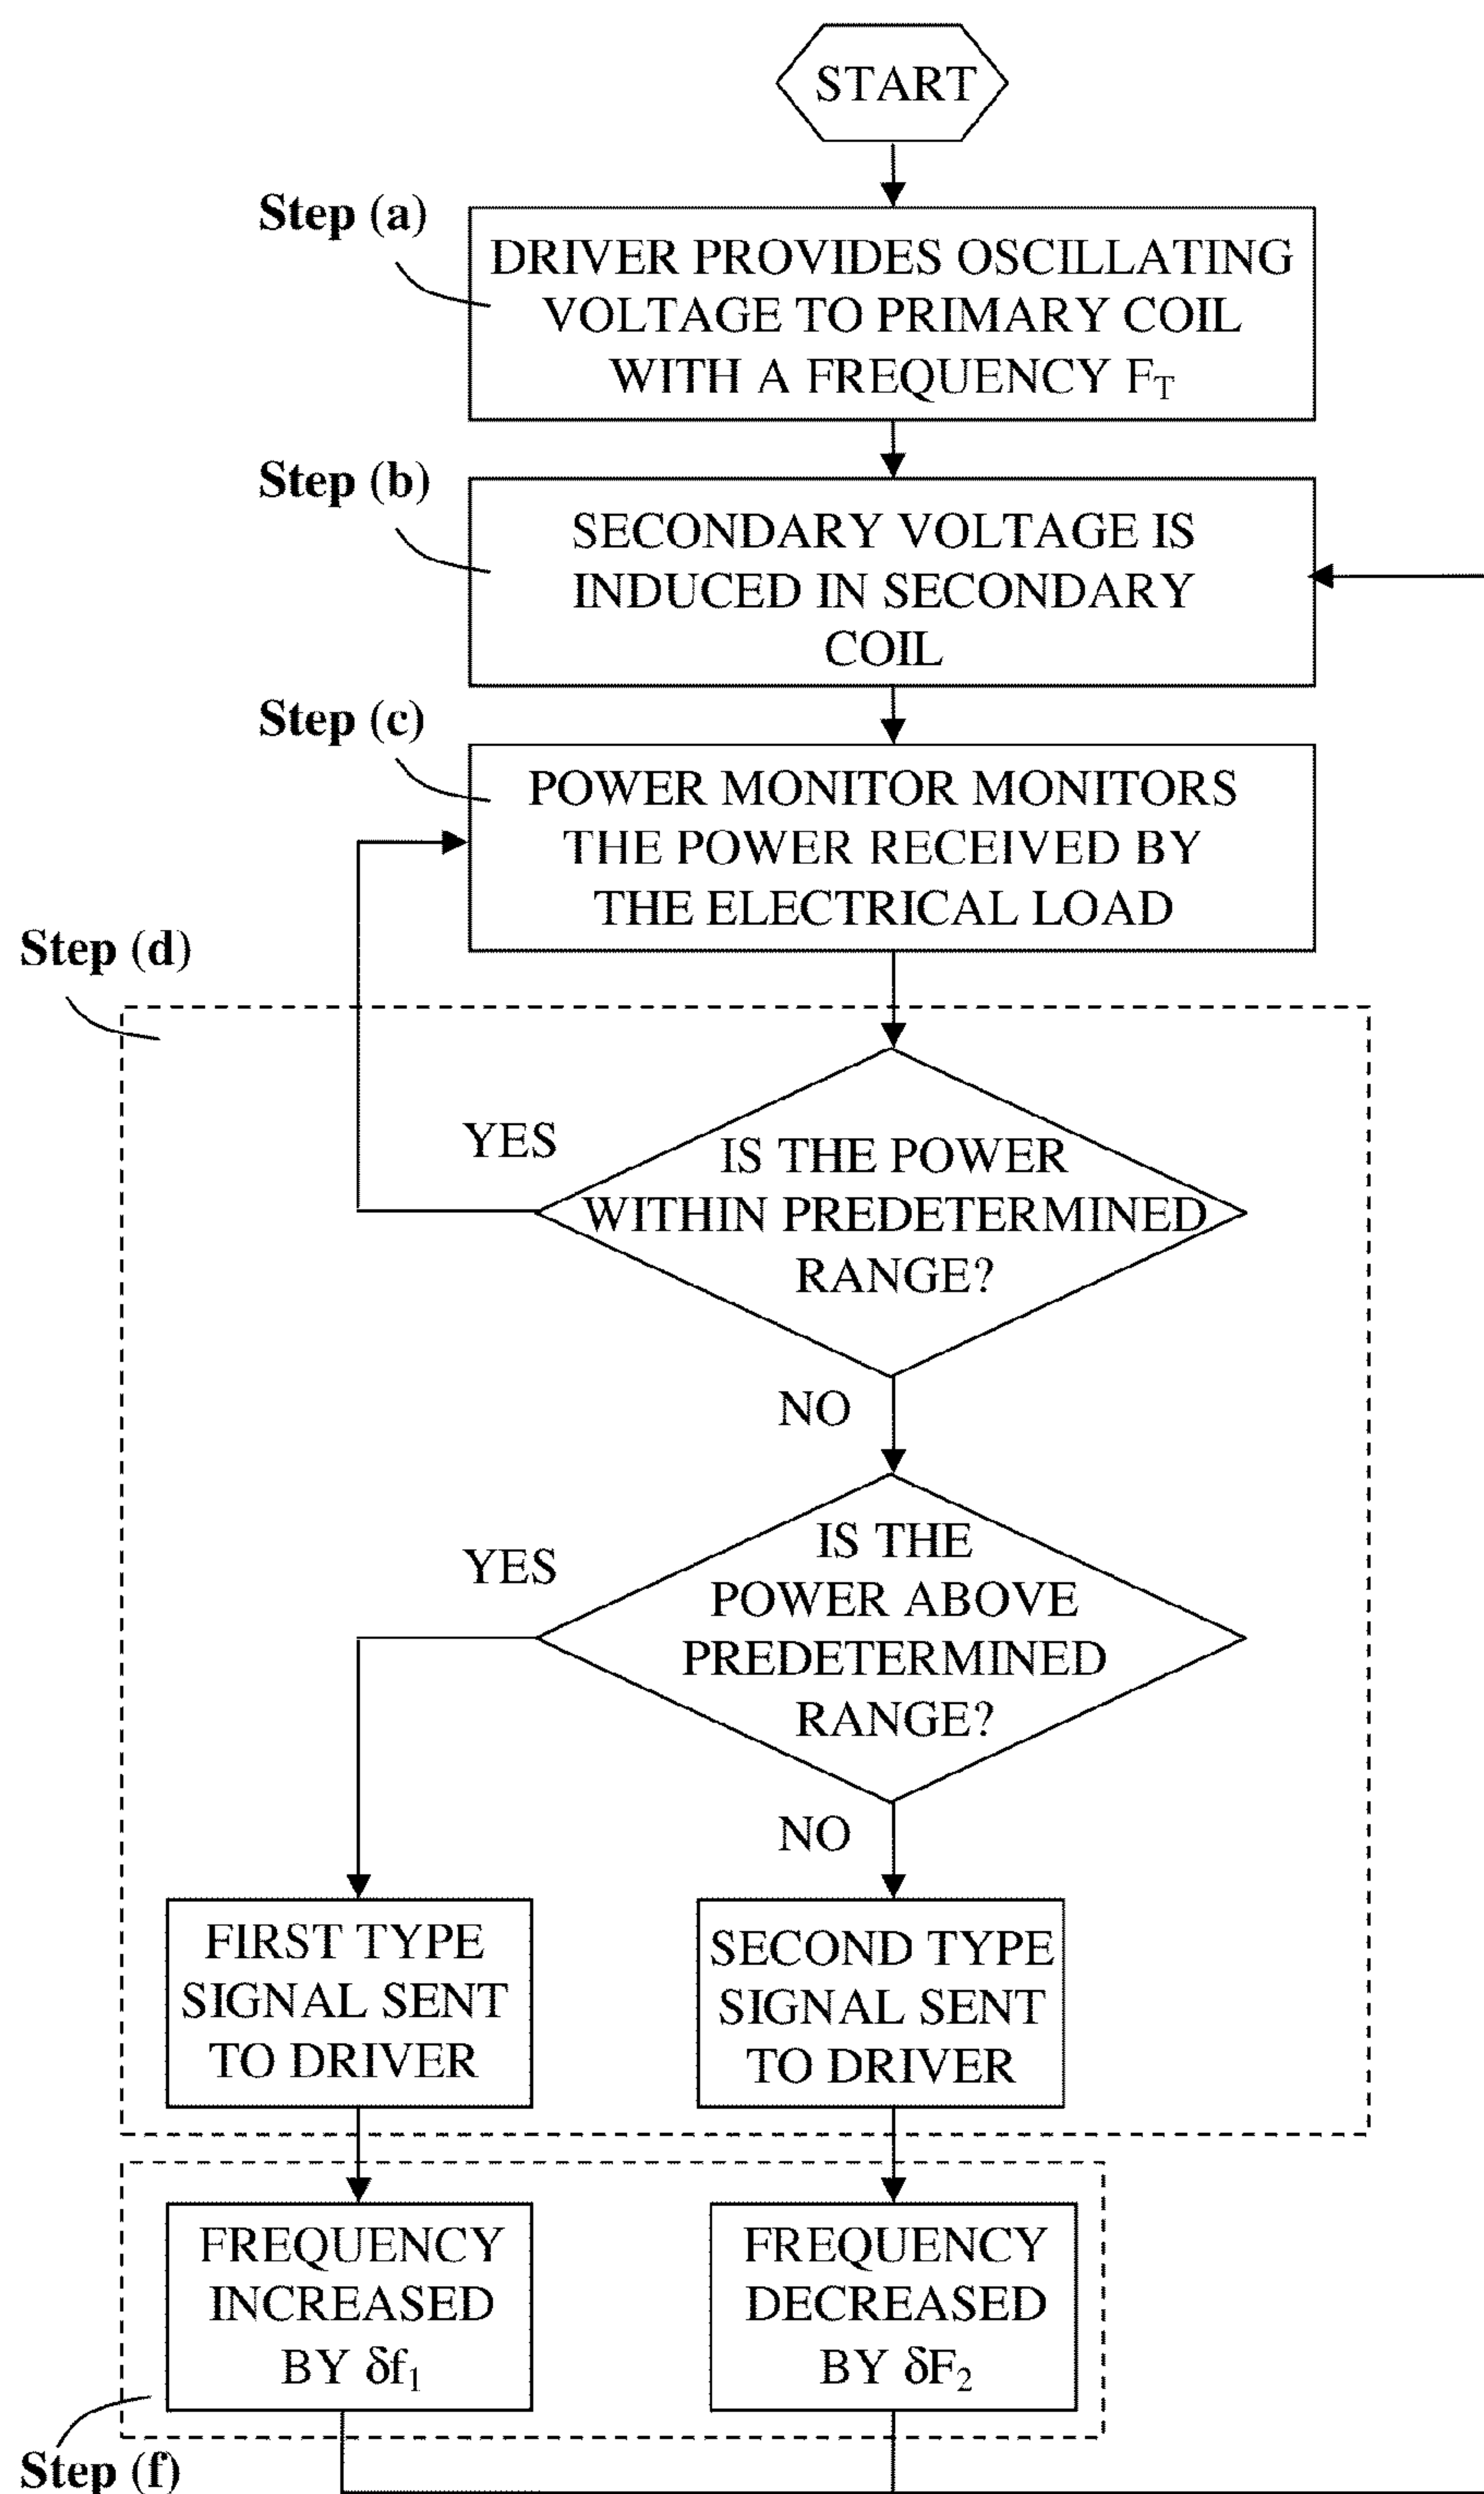 START
Step (a)
DRIVER PROVIDES OSCILLATING
VOLTAGE TO PRIMARY COIL
WITH A FREQUENCY F_T
Step (b)
SECONDARY VOLTAGE IS
INDUCED IN SECONDARY
COIL
Step (c)
POWER MONITOR MONITORS
THE POWER RECEIVED BY
THE ELECTRICAL LOAD
Step (d)
YES
IS THE POWER
WITHIN PREDETERMINED
RANGE?
NO
YES
IS THE
POWER ABOVE
PREDETERMINED
RANGE?
NO
FIRST TYPE
SIGNAL SENT
TO DRIVER
SECOND TYPE
SIGNAL SENT
TO DRIVER
FREQUENCY
INCREASED
BY δf₁
FREQUENCY
DECREASED
BY δF₂
Step (f)